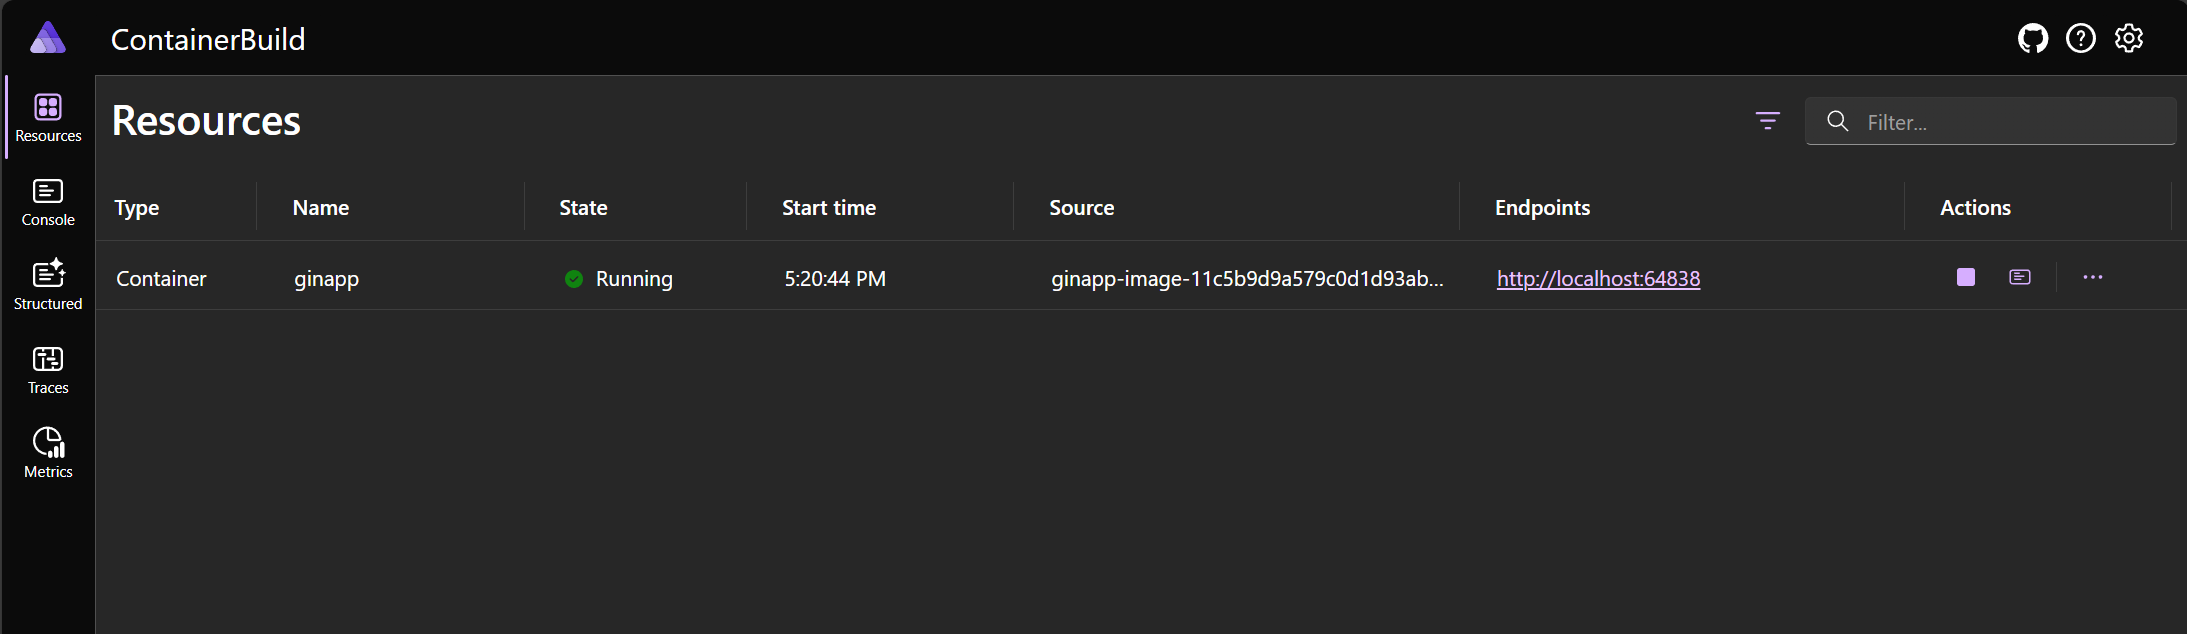 ContainerBuild
Resources
Console
Structured
Traces
Metrics
Resources
Filter...
Type Name State Start time Source Endpoints Actions
Container ginapp Running 5:20:44 PM ginapp-image-11c5b9d9a579c0d1d93ab... http://localhost:64838